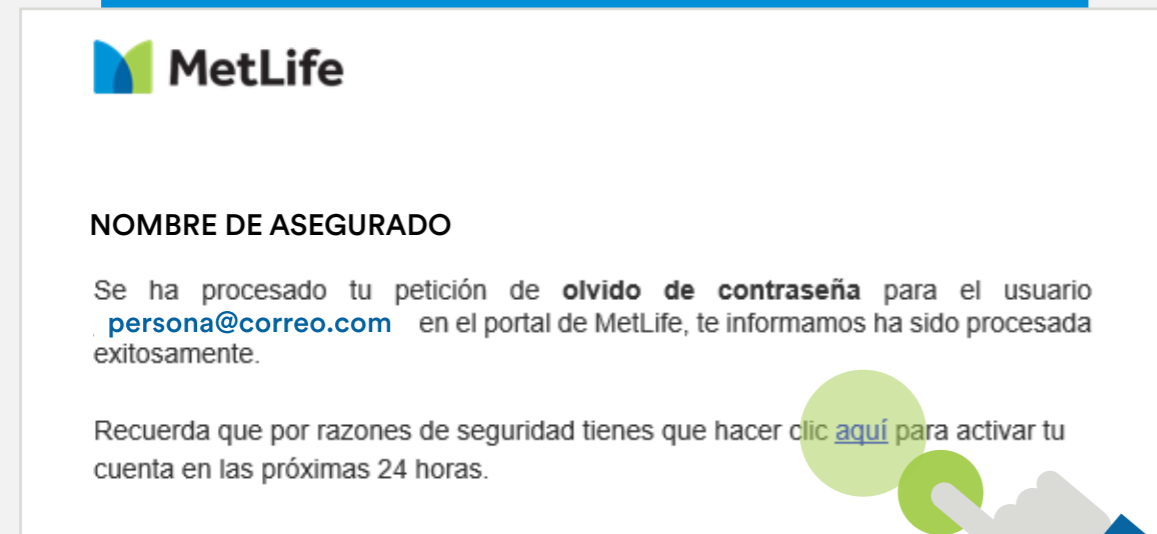 MetLife
NOMBRE DE ASEGURADO
Se ha procesado tu petición de olvido de contraseña para el usuario
persona@correo.com en el portal de MetLife, te informamos ha sido procesada
exitosamente.
Recuerda que por razones de seguridad tienes que hacer clic aquí para activar tu
cuenta en las próximas 24 horas.